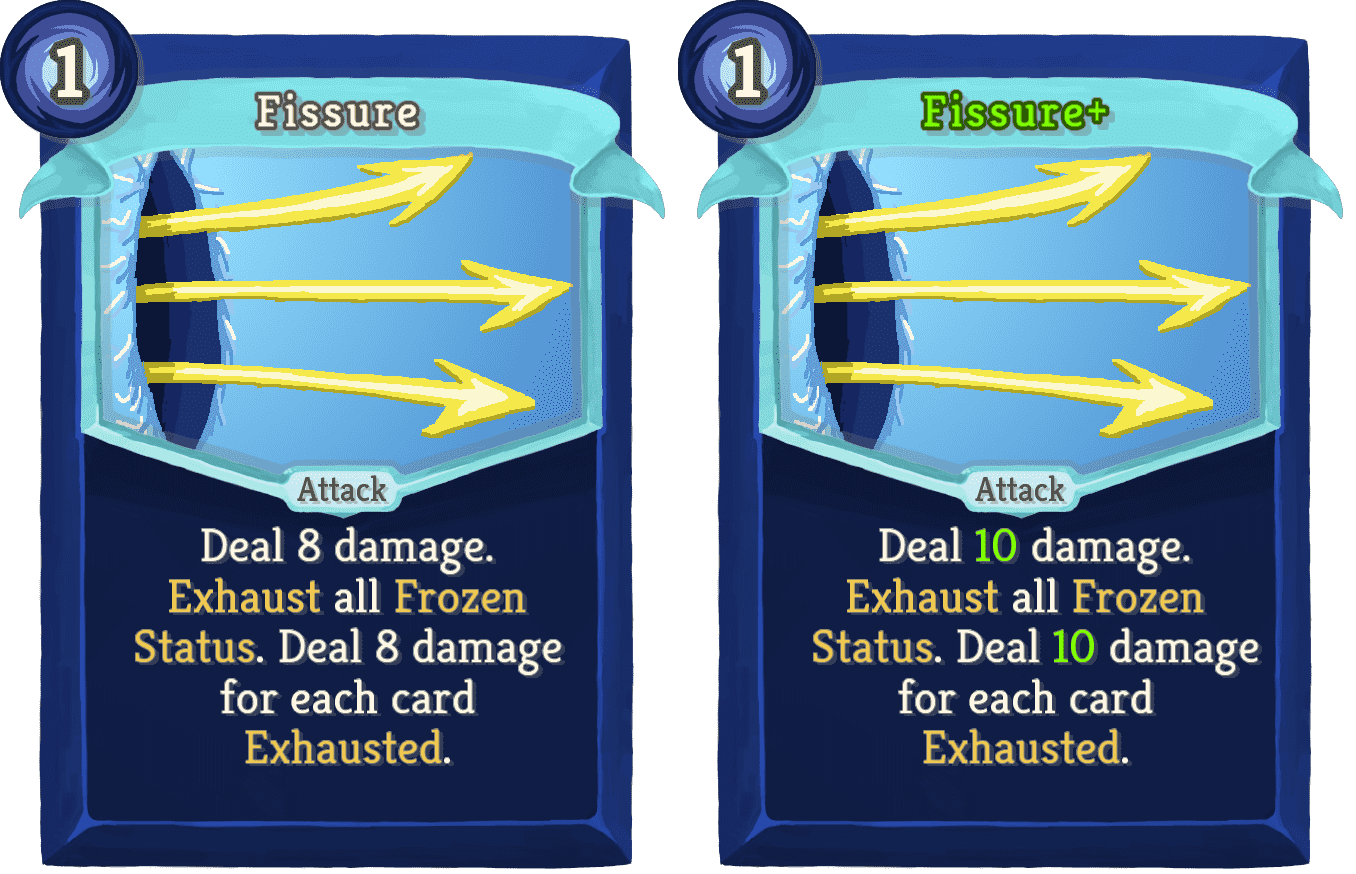 1
Fissure
Attack
Deal 8 damage.
Exhaust all Frozen
Status. Deal 8 damage
for each card
Exhausted.
1
Fissure+
Attack
Deal 10 damage.
Exhaust all Frozen
Status. Deal 10 damage
for each card
Exhausted.